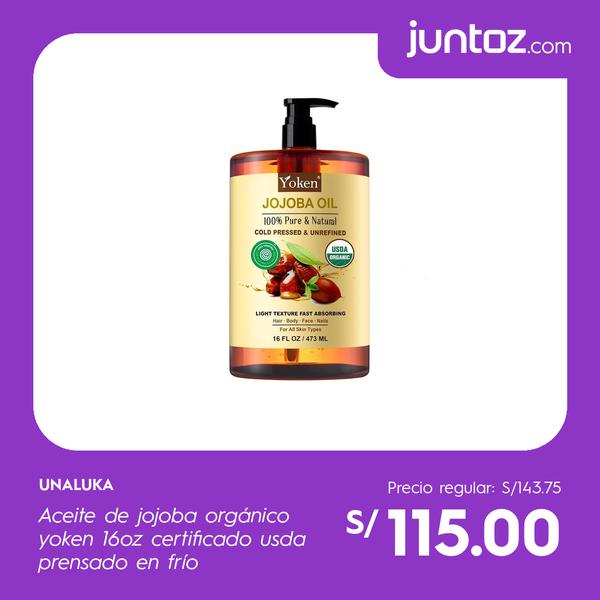 juntoz.com
Yoken®
JOJOBA OIL
100% Pure & Natural
COLD PRESSED & UNREFINED
USDA
ORGANIC
LIGHT TEXTURE FAST ABSORBING
Hair · Body · Face · Nails
For All Skin Types
16 FL OZ / 473 ML
UNALUKA
Aceite de jojoba orgánico
yoken 16oz certificado usda
prensado en frío
Precio regular: S/143.75
S/115.00